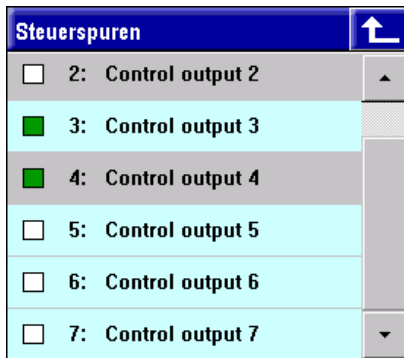 Steuerspuren
2: Control output 2
3: Control output 3
4: Control output 4
5: Control output 5
6: Control output 6
7: Control output 7